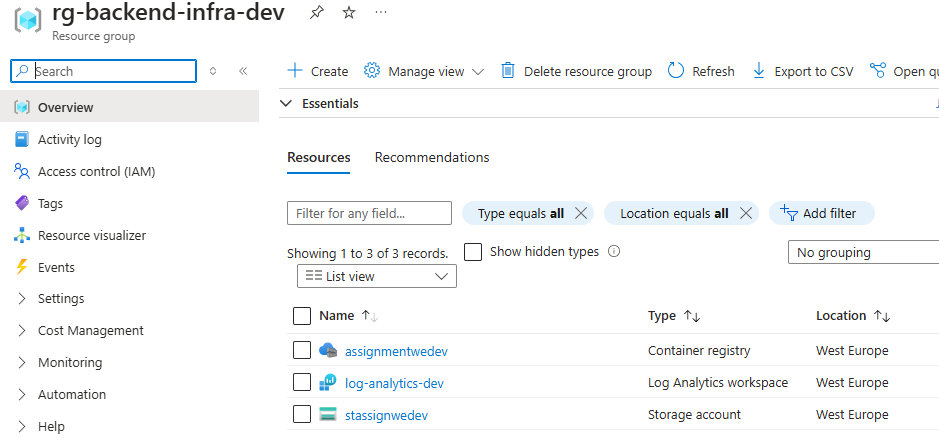 rg-backend-infra-dev
Resource group
Search
Create Manage view Delete resource group Refresh Export to CSV Open
Overview
Essentials
Activity log
Resources Recommendations
Access control (IAM)
Tags
Filter for any field... Type equals all Location equals all Add filter
Resource visualizer
Showing 1 to 3 of 3 records. Show hidden types No grouping
Events
List view
Settings
Name Type Location
Cost Management
assignmentwedev Container registry West Europe
Monitoring
log-analytics-dev Log Analytics workspace West Europe
Automation
stassignwedev Storage account West Europe
Help